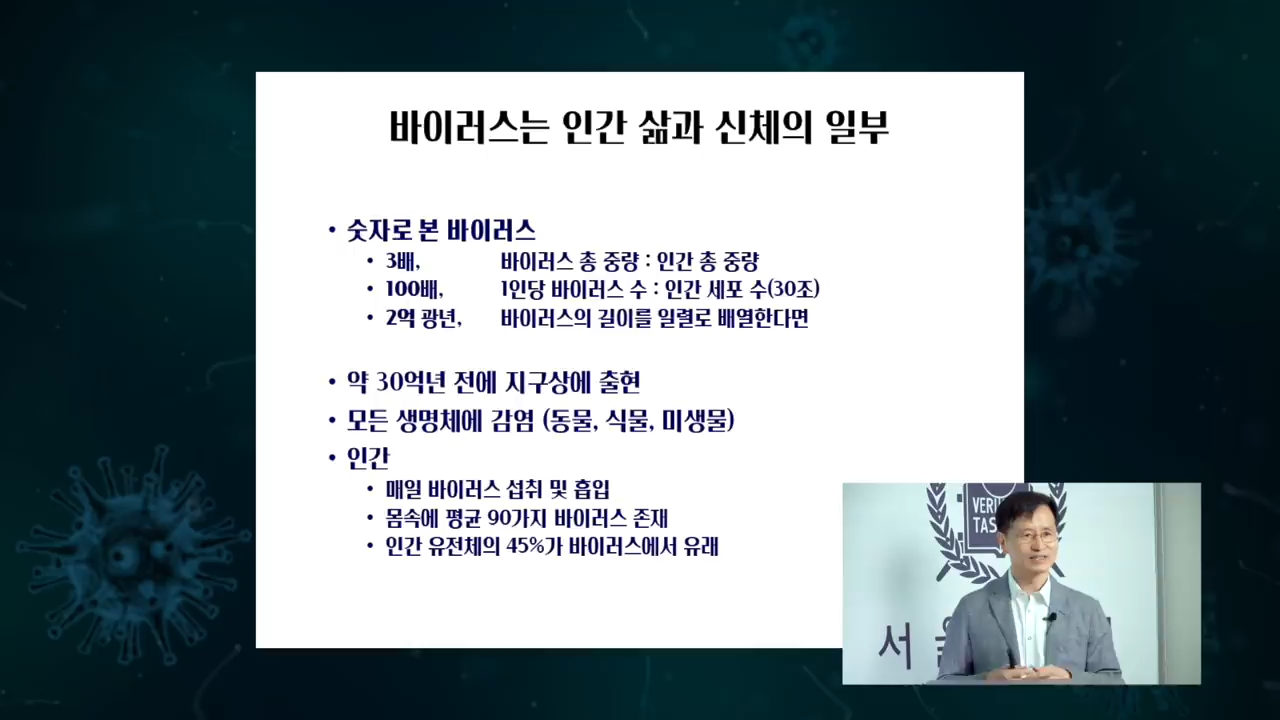 바이러스는 인간 삶과 신체의 일부
• 숫자로 본 바이러스
• 3배, 바이러스 총 중량 : 인간 총 중량
• 100배, 1인당 바이러스 수 : 인간 세포 수(30조)
• 2억 광년, 바이러스의 길이를 일렬로 배열한다면
• 약 30억년 전에 지구상에 출현
• 모든 생명체에 감염 (동물, 식물, 미생물)
• 인간
• 매일 바이러스 섭취 및 흡입
• 몸속에 평균 90가지 바이러스 존재
• 인간 유전체의 45%가 바이러스에서 유래
VERI
TAS
서